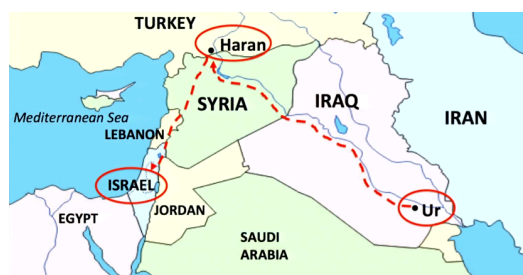 TURKEY
Haran
SYRIA
IRAQ
IRAN
Mediterranean Sea
LEBANON
ISRAEL
JORDAN
Ur
EGYPT
SAUDI
ARABIA